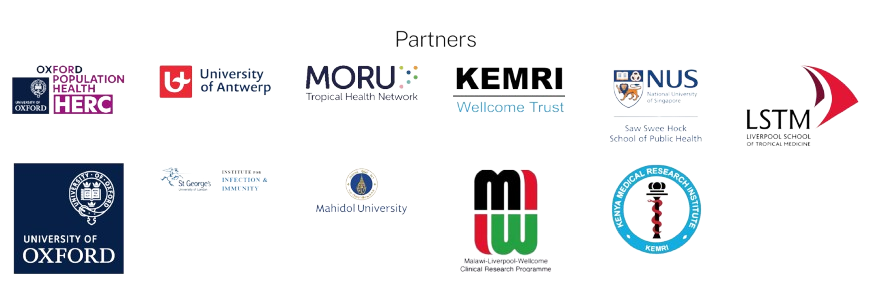 Partners
OXFORD
POPULATION
HEALTH
HERC
UNIVERSITY OF
OXFORD
University
of Antwerp
MORU
Tropical Health Network
KEMRI
Wellcome Trust
NUS
National University
of Singapore
Saw Swee Hock
School of Public Health
LSTM
LIVERPOOL SCHOOL
OF TROPICAL MEDICINE
UNIVERSITY OF OXFORD
UNIVERSITY OF
OXFORD
St George's
University of London
INSTITUTE FOR
INFECTION &
IMMUNITY
Mahidol University
Malawi-Liverpool-Wellcome
Clinical Research Programme
KENYA MEDICAL RESEARCH INSTITUTE
KEMRI